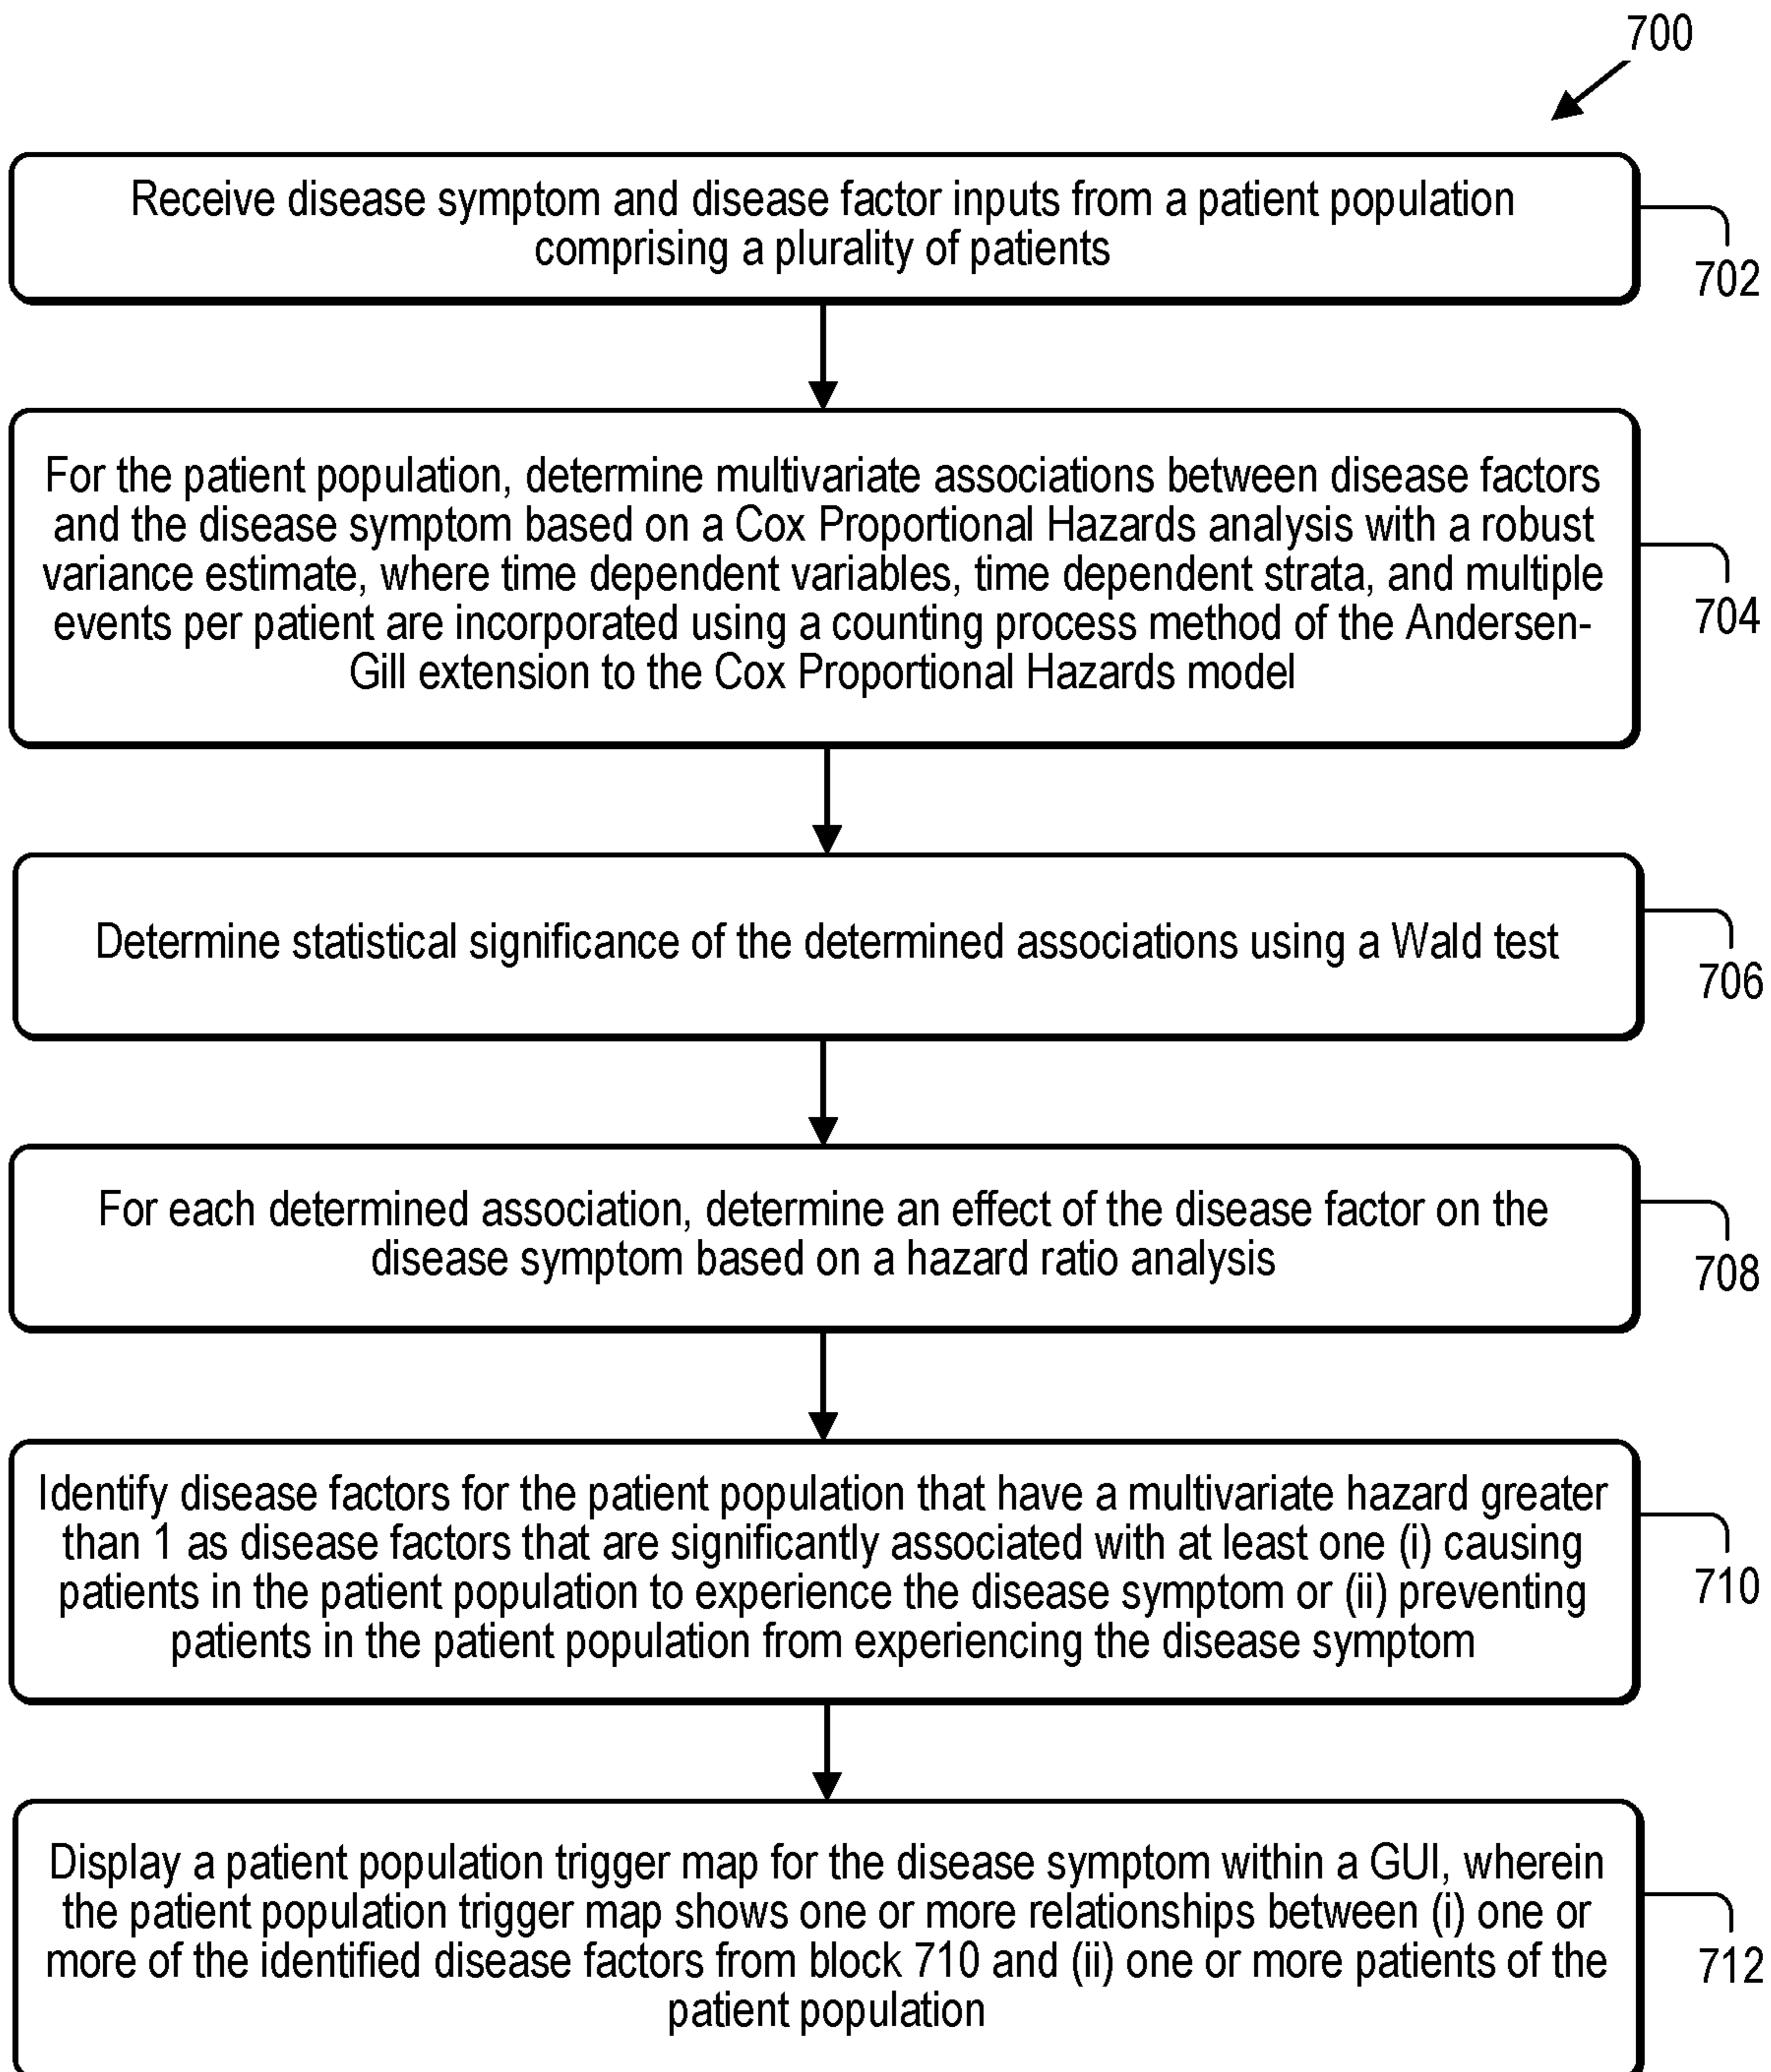 700
Receive disease symptom and disease factor inputs from a patient population
comprising a plurality of patients
702
For the patient population, determine multivariate associations between disease factors
and the disease symptom based on a Cox Proportional Hazards analysis with a robust
variance estimate, where time dependent variables, time dependent strata, and multiple
events per patient are incorporated using a counting process method of the Andersen-
Gill extension to the Cox Proportional Hazards model
704
Determine statistical significance of the determined associations using a Wald test
706
For each determined association, determine an effect of the disease factor on the
disease symptom based on a hazard ratio analysis
708
Identify disease factors for the patient population that have a multivariate hazard greater
than 1 as disease factors that are significantly associated with at least one (i) causing
patients in the patient population to experience the disease symptom or (ii) preventing
patients in the patient population from experiencing the disease symptom
710
Display a patient population trigger map for the disease symptom within a GUI, wherein
the patient population trigger map shows one or more relationships between (i) one or
more of the identified disease factors from block 710 and (ii) one or more patients of the
patient population
712